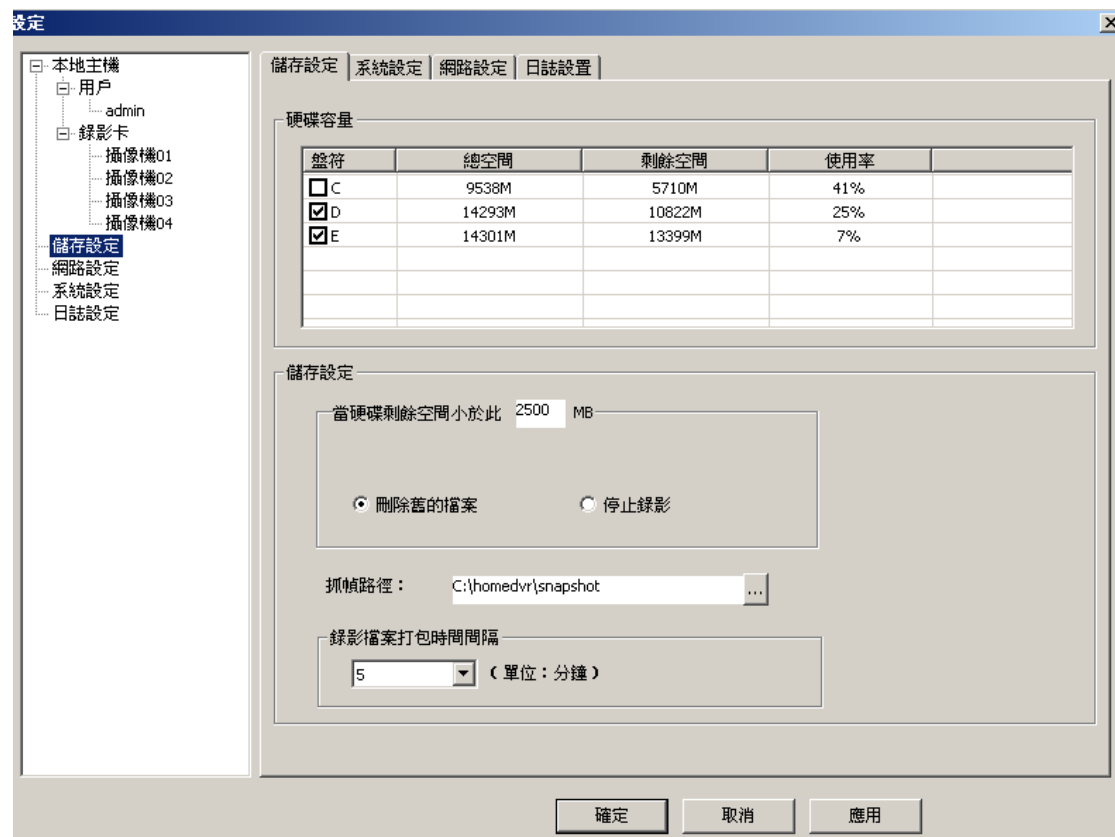 設定
本地主機
用戶
admin
錄影卡
攝像機01
攝像機02
攝像機03
攝像機04
儲存設定
網路設定
系統設定
日誌設定
儲存設定 系統設定 網路設定 日誌設置
硬碟容量
盤符 總空間 剩餘空間 使用率
C 9538M 5710M 41%
D 14293M 10822M 25%
E 14301M 13399M 7%
儲存設定
當硬碟剩餘空間小於此 2500 MB
刪除舊的檔案 停止錄影
抓幀路徑： C:\homedvr\snapshot ...
錄影檔案打包時間間隔
5 （單位：分鐘）
確定 取消 應用